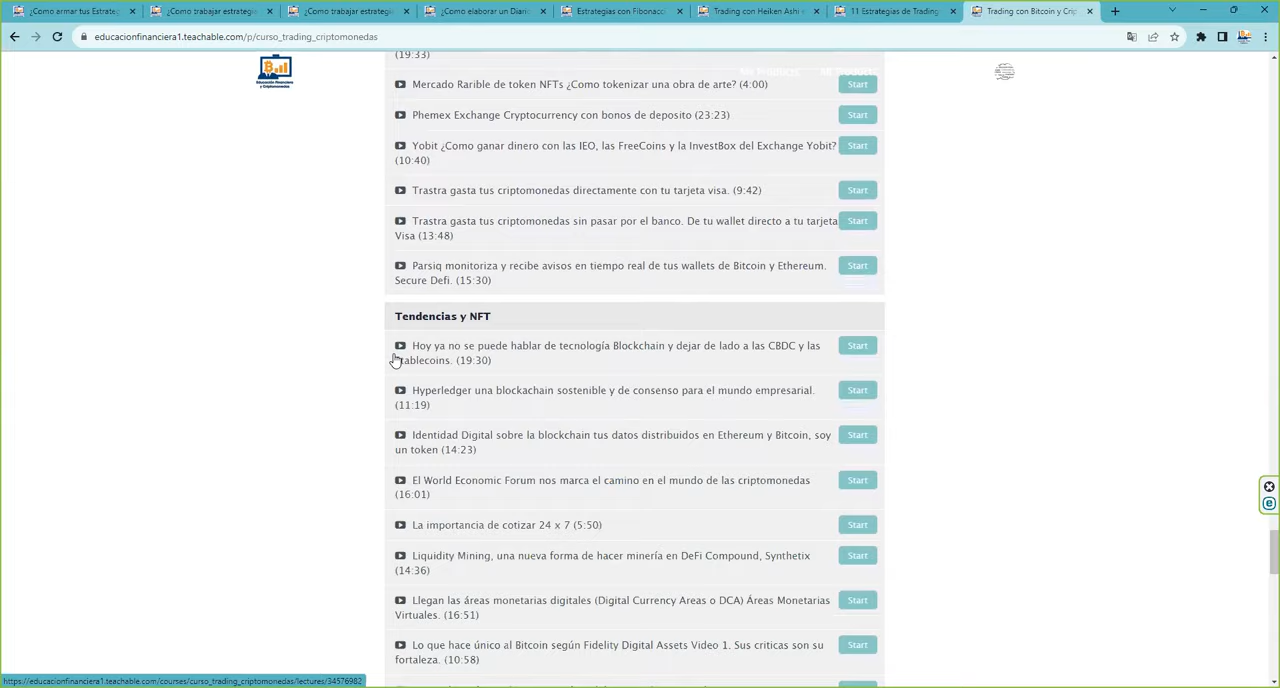 ¿Como armar tus Estrateg
¿Como trabajar estrategi
¿Como trabajar estrategi
¿Como elaborar un Diari
Estrategias con Fibonacci
Trading con Heiken Ashi e
11 Estrategias de Trading
Trading con Bitcoin y Crip
educacionfinanciera1.teachable.com/p/curso_trading_criptomonedas
Educación Financiera
y Criptomonedas
(19:33)
Mercado Rarible de token NFTs ¿Como tokenizar una obra de arte? (4:00) Start
Phemex Exchange Cryptocurrency con bonos de deposito (23:23) Start
Yobit ¿Como ganar dinero con las IEO, las FreeCoins y la InvestBox del Exchange Yobit? Start
(10:40)
Trastra gasta tus criptomonedas directamente con tu tarjeta visa. (9:42) Start
Trastra gasta tus criptomonedas sin pasar por el banco. De tu wallet directo a tu tarjeta Start
Visa (13:48)
Parsiq monitoriza y recibe avisos en tiempo real de tus wallets de Bitcoin y Ethereum. Start
Secure Defi. (15:30)
Tendencias y NFT
Hoy ya no se puede hablar de tecnología Blockchain y dejar de lado a las CBDC y las Start
tablecoins. (19:30)
Hyperledger una blockachain sostenible y de consenso para el mundo empresarial. Start
(11:19)
Identidad Digital sobre la blockchain tus datos distribuidos en Ethereum y Bitcoin, soy Start
un token (14:23)
El World Economic Forum nos marca el camino en el mundo de las criptomonedas Start
(16:01)
La importancia de cotizar 24 x 7 (5:50) Start
Liquidity Mining, una nueva forma de hacer minería en DeFi Compound, Synthetix Start
(14:36)
Llegan las áreas monetarias digitales (Digital Currency Areas o DCA) Áreas Monetarias Start
Virtuales. (16:51)
Lo que hace único al Bitcoin según Fidelity Digital Assets Video 1. Sus criticas son su Start
fortaleza. (10:58)
https://educacionfinanciera1.teachable.com/courses/curso_trading_criptomonedas/lectures/34576982